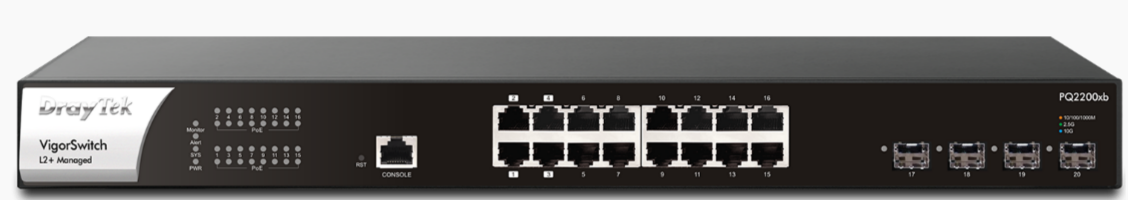 DrayTek
PQ2200xb
VigorSwitch
L2+ Managed
Monitor
Alert
SYS
PWR
2 4 6 8 10 12 14 16
PoE
1 3 5 7 9 11 13 15
PoE
RST
CONSOLE
2 4 6 8 10 12 14 16
1 3 5 7 9 11 13 15
10/100/1000M
2.5G
10G
17 18 19 20